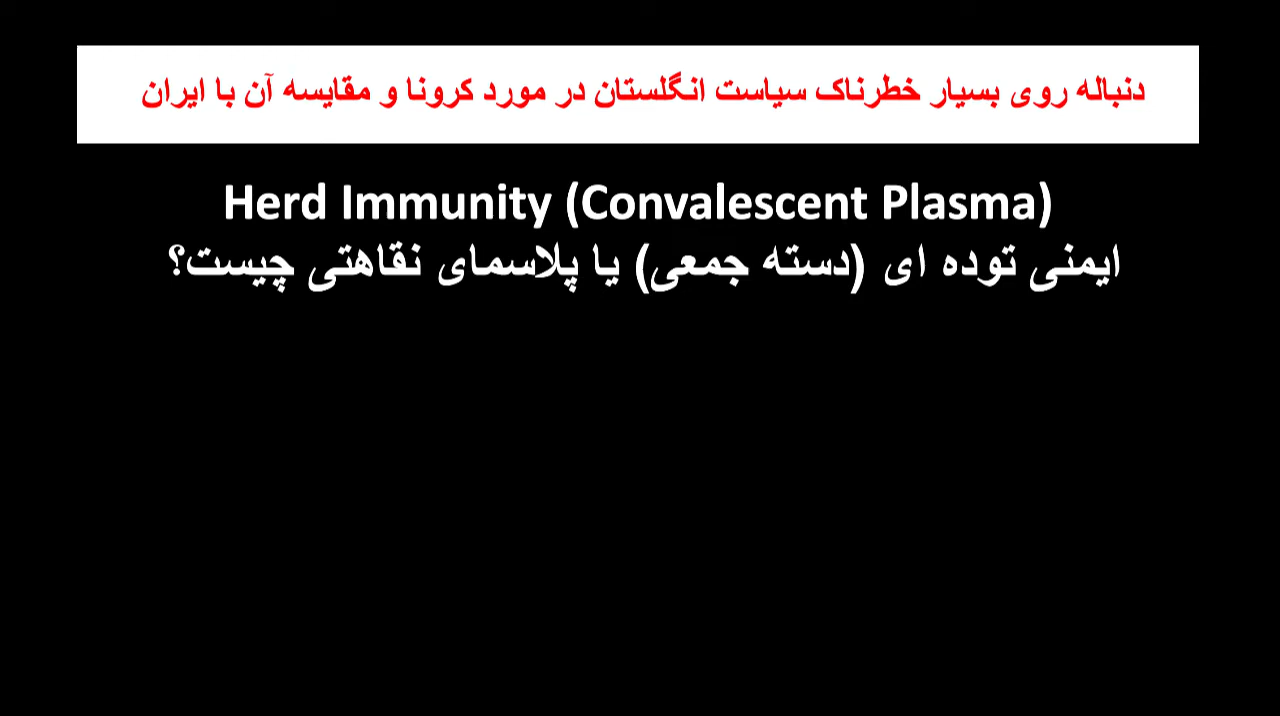 دنباله روی بسیار خطرناک سیاست انگلستان در مورد کرونا و مقایسه آن با ایران
Herd Immunity (Convalescent Plasma)
ایمنی توده ای (دسته جمعی) یا پلاسمای نقاهتی چیست؟